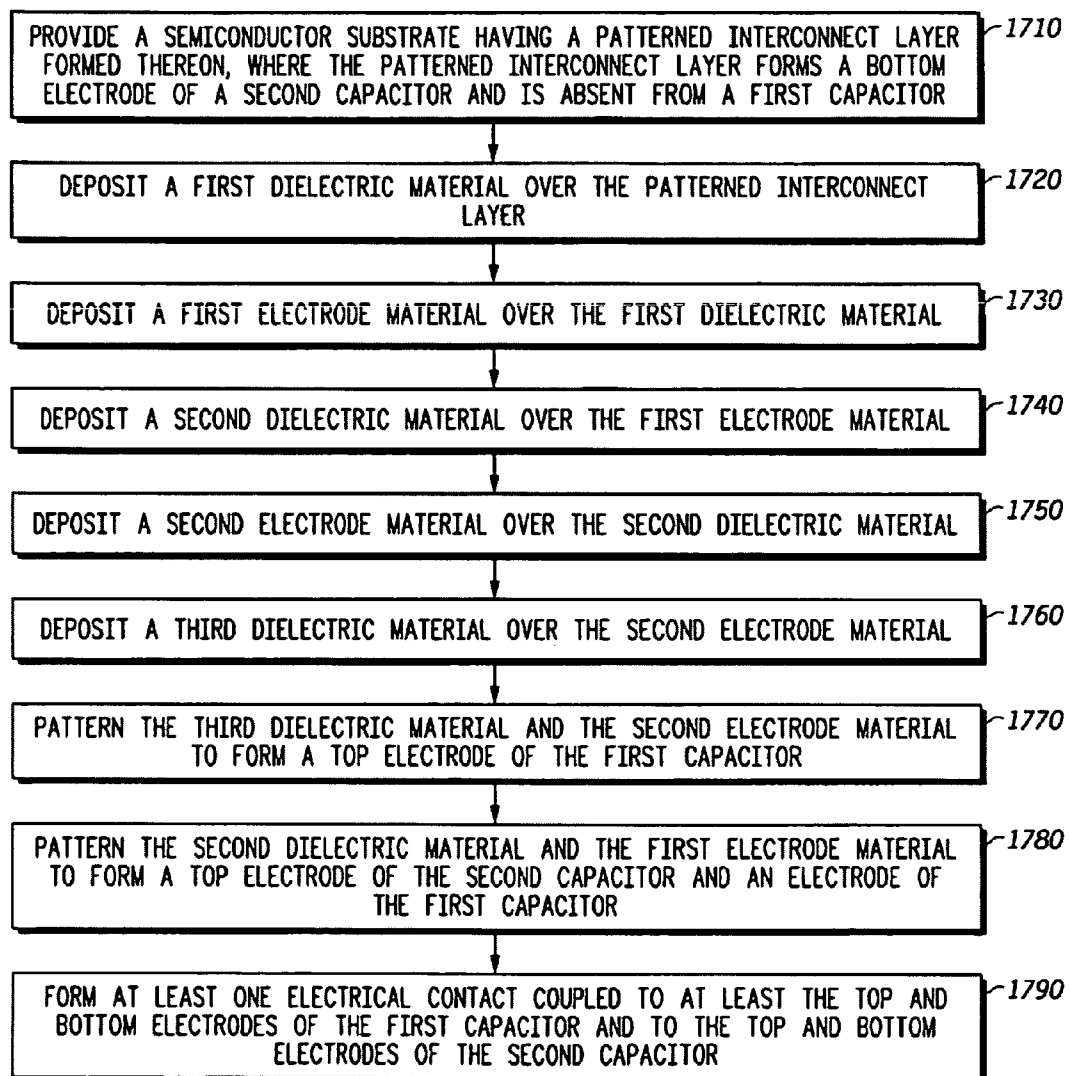 PROVIDE A SEMICONDUCTOR SUBSTRATE HAVING A PATTERNED INTERCONNECT LAYER
FORMED THEREON, WHERE THE PATTERNED INTERCONNECT LAYER FORMS A BOTTOM
ELECTRODE OF A SECOND CAPACITOR AND IS ABSENT FROM A FIRST CAPACITOR
1710
DEPOSIT A FIRST DIELECTRIC MATERIAL OVER THE PATTERNED INTERCONNECT
LAYER
1720
DEPOSIT A FIRST ELECTRODE MATERIAL OVER THE FIRST DIELECTRIC MATERIAL
1730
DEPOSIT A SECOND DIELECTRIC MATERIAL OVER THE FIRST ELECTRODE MATERIAL
1740
DEPOSIT A SECOND ELECTRODE MATERIAL OVER THE SECOND DIELECTRIC MATERIAL
1750
DEPOSIT A THIRD DIELECTRIC MATERIAL OVER THE SECOND ELECTRODE MATERIAL
1760
PATTERN THE THIRD DIELECTRIC MATERIAL AND THE SECOND ELECTRODE MATERIAL
TO FORM A TOP ELECTRODE OF THE FIRST CAPACITOR
1770
PATTERN THE SECOND DIELECTRIC MATERIAL AND THE FIRST ELECTRODE MATERIAL
TO FORM A TOP ELECTRODE OF THE SECOND CAPACITOR AND AN ELECTRODE OF
THE FIRST CAPACITOR
1780
FORM AT LEAST ONE ELECTRICAL CONTACT COUPLED TO AT LEAST THE TOP AND
BOTTOM ELECTRODES OF THE FIRST CAPACITOR AND TO THE TOP AND BOTTOM
ELECTRODES OF THE SECOND CAPACITOR
1790